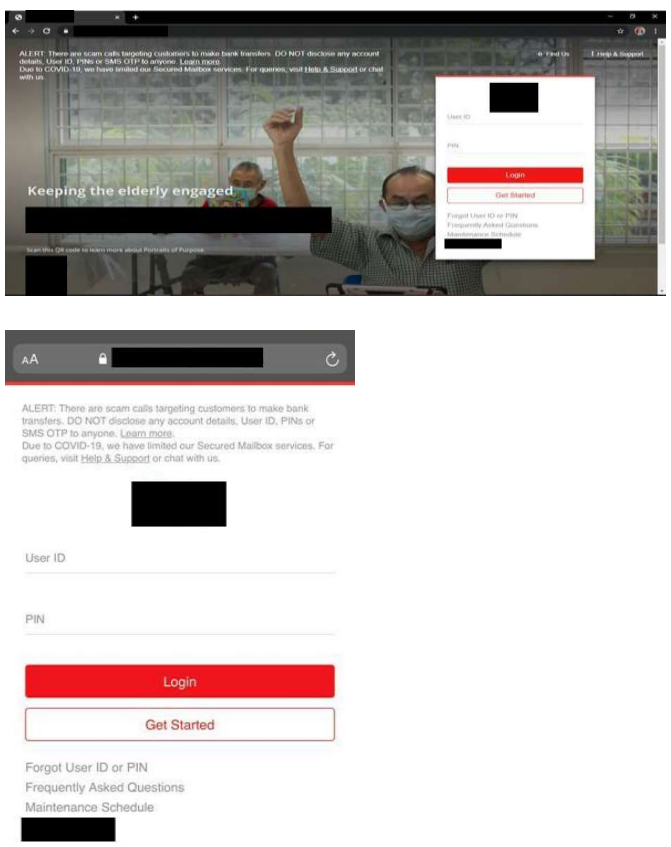 ALERT: There are scam calls targeting customers to make bank transfers. DO NOT disclose any account
details, User ID, PINs or SMS OTP to anyone. Learn more.
Due to COVID-19, we have limited our Secured Mailbox services. For queries, visit Help & Support or chat
with us.
Find Us
Help & Support
User ID
PIN
Login
Get Started
Forgot User ID or PIN
Frequently Asked Questions
Maintenance Schedule
Keeping the elderly engaged
Scan this QR code to learn more about Portraits of Purpose.
AA
ALERT: There are scam calls targeting customers to make bank
transfers. DO NOT disclose any account details, User ID, PINs or
SMS OTP to anyone. Learn more.
Due to COVID-19, we have limited our Secured Mailbox services. For
queries, visit Help & Support or chat with us.
User ID
PIN
Login
Get Started
Forgot User ID or PIN
Frequently Asked Questions
Maintenance Schedule